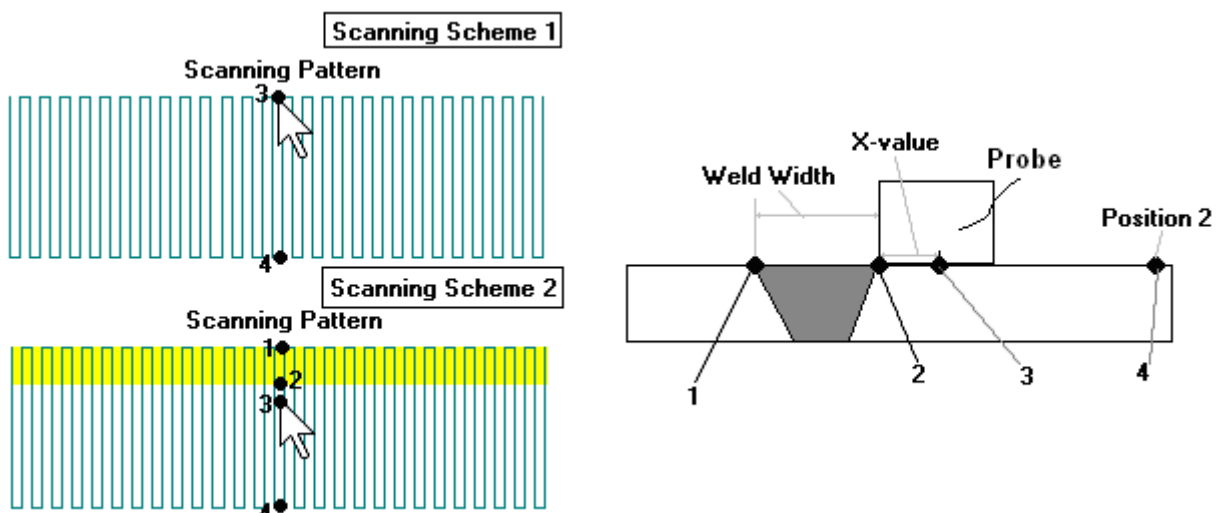 Scanning Scheme 1
Scanning Pattern
3
4
Scanning Scheme 2
Scanning Pattern
1
2
3
4
X-value
Probe
Weld Width
Position 2
1
2
3
4